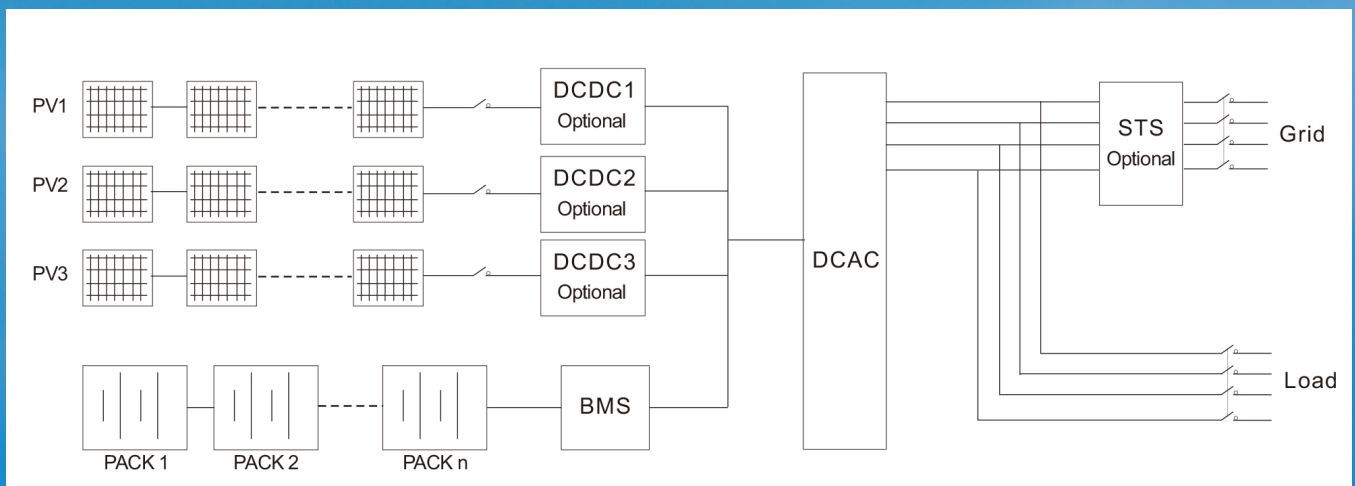 PV1
DCDC1
Optional
PV2
DCDC2
Optional
PV3
DCDC3
Optional
PACK 1
PACK 2
PACK n
BMS
DCAC
STS
Optional
Grid
Load